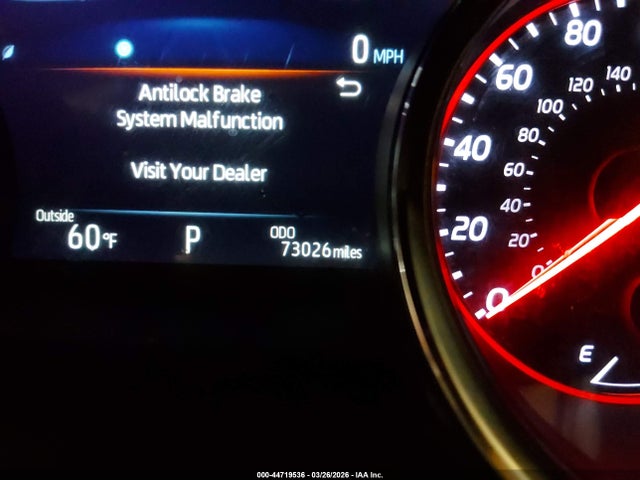 0 MPH
Antilock Brake
System Malfunction
Visit Your Dealer
Outside
60°F
P
ODO
73026 miles
80
60
40
20
0
140
120
100
80
60
40
20
0
E
000-44719536 - 03/26/2026 - IAA Inc.